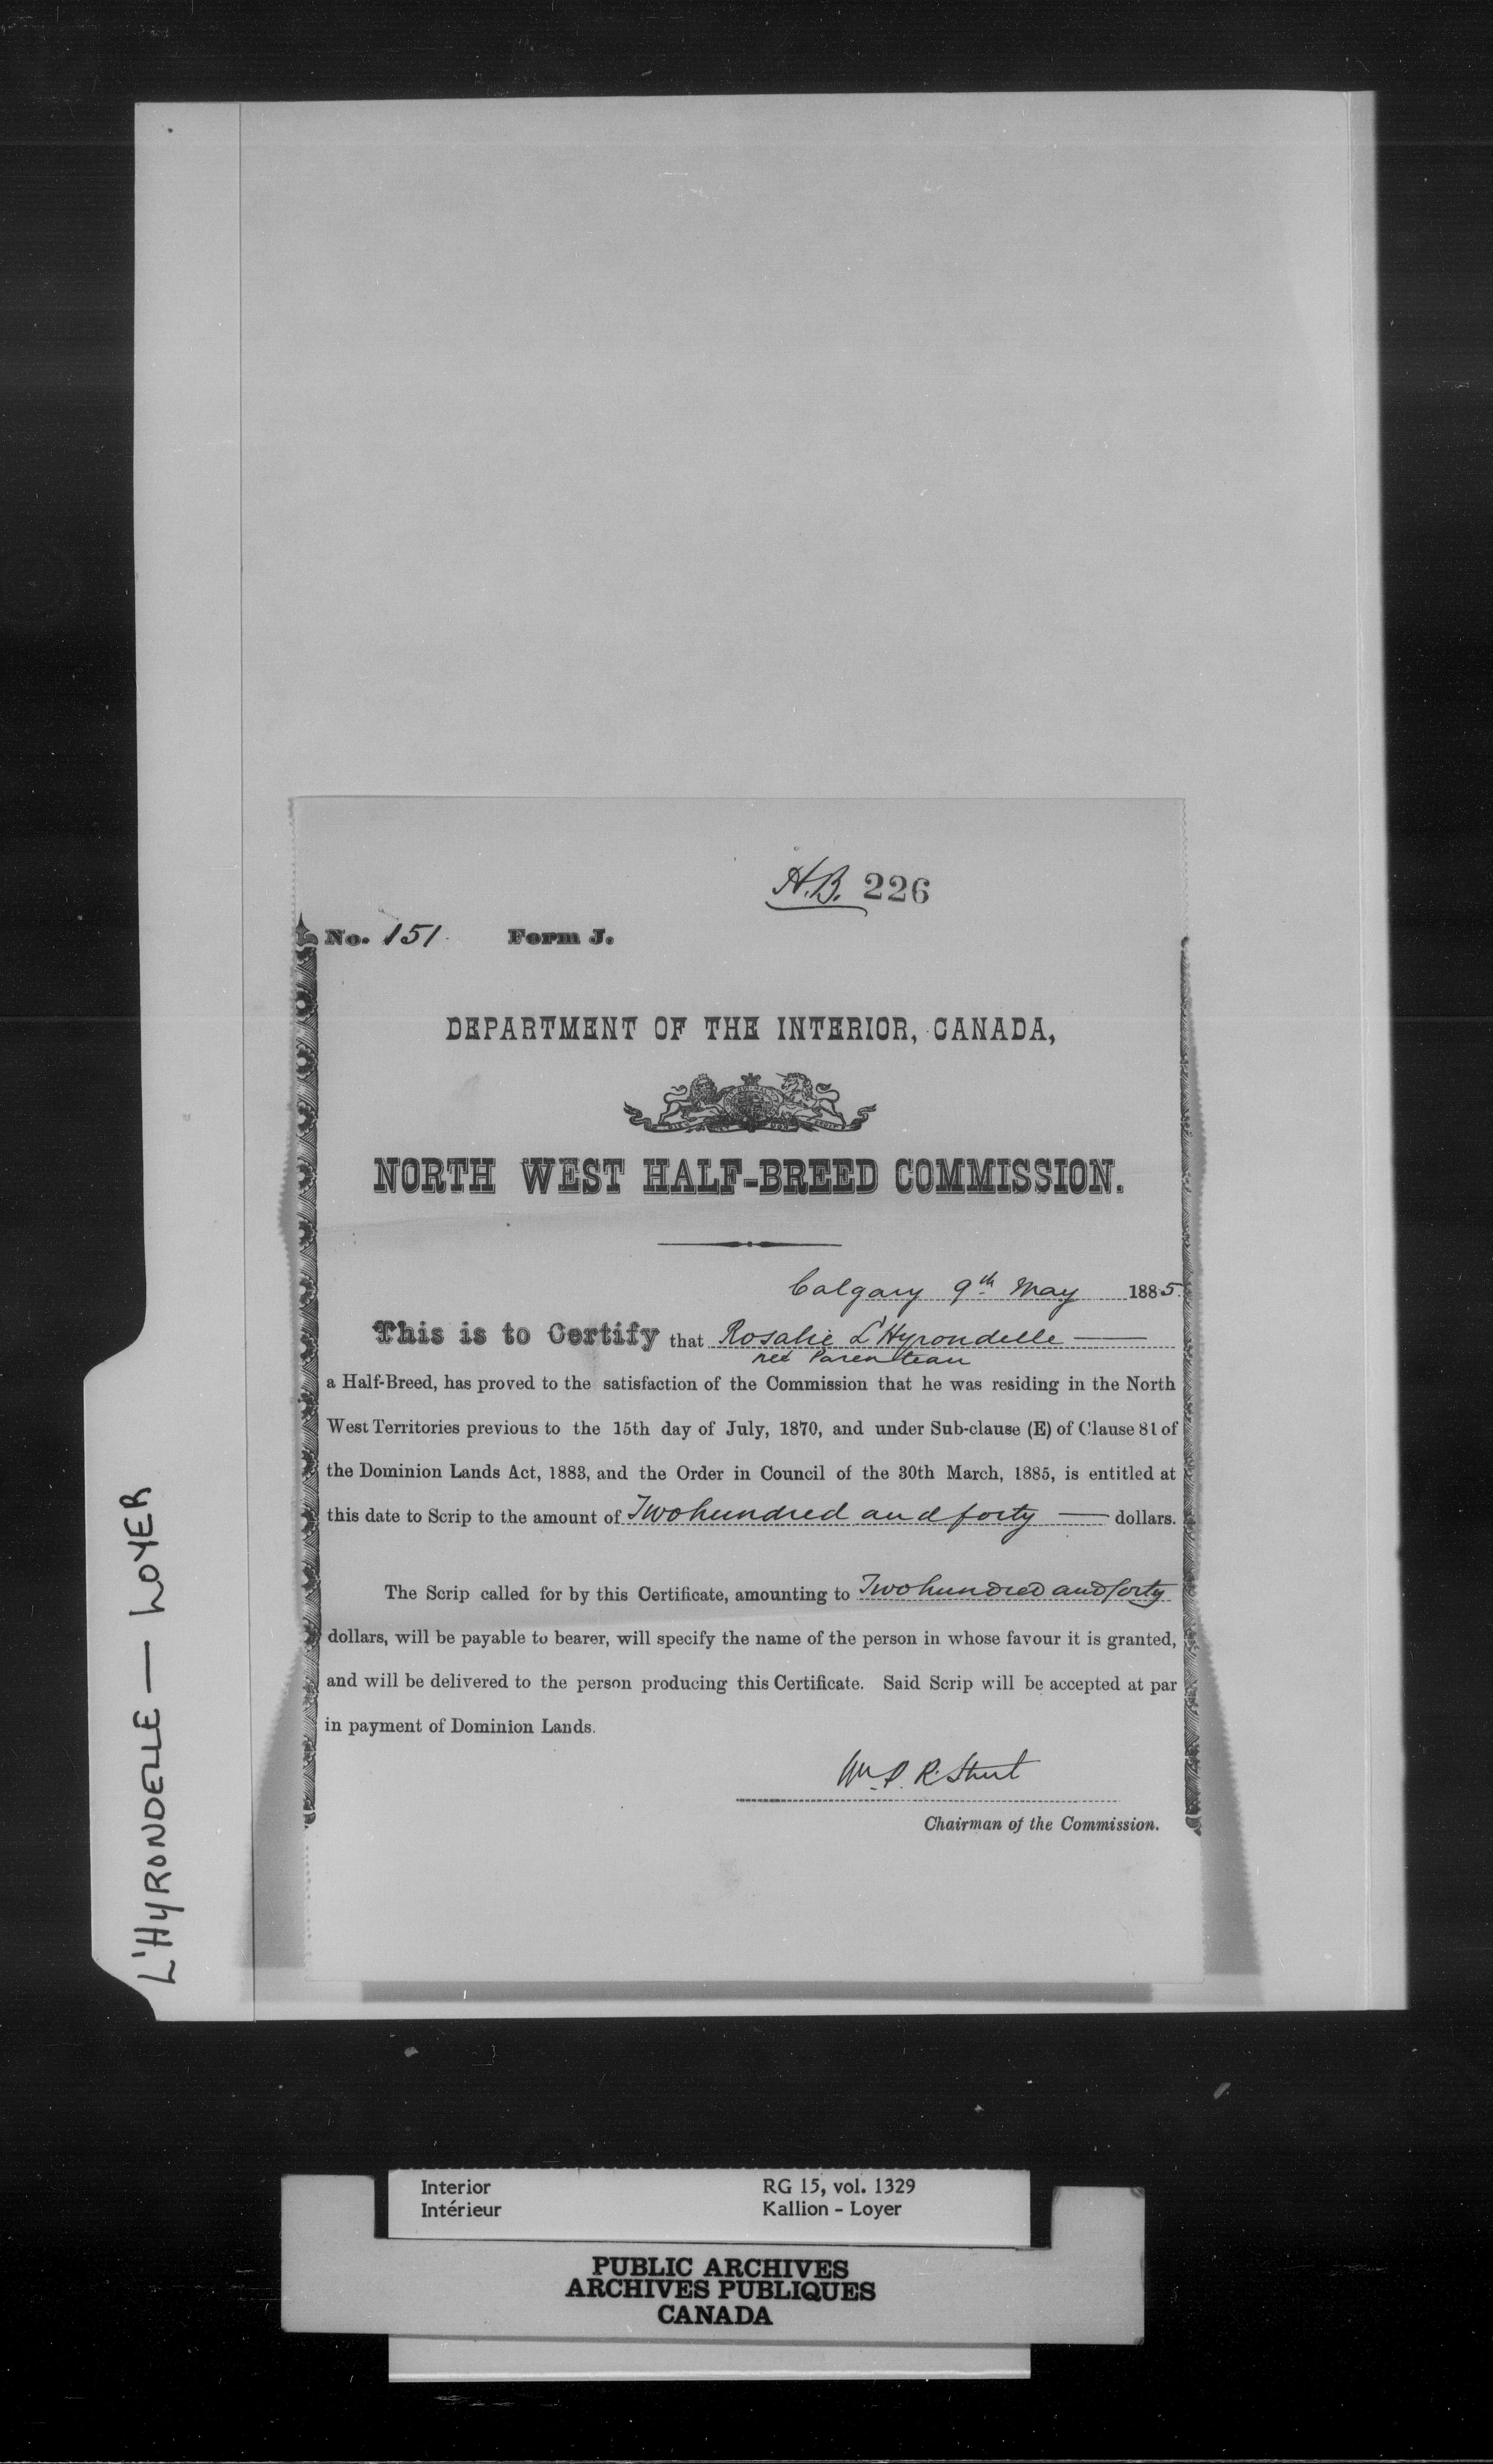 H.B. 226
No. 151. Form J.
DEPARTMENT OF THE INTERIOR, CANADA,
NORTH WEST HALF-BREED COMMISSION.
Calgary 9th May 1885.
This is to Certify that Rosalie L'Hyrondelle —
neé Parenteau
a Half-Breed, has proved to the satisfaction of the Commission that he was residing in the North
West Territories previous to the 15th day of July, 1870, and under Sub-clause (E) of Clause 81 of
the Dominion Lands Act, 1883, and the Order in Council of the 30th March, 1885, is entitled at
this date to Scrip to the amount of Two hundred and forty — dollars.
The Scrip called for by this Certificate, amounting to Two hundred and forty
dollars, will be payable to bearer, will specify the name of the person in whose favour it is granted,
and will be delivered to the person producing this Certificate. Said Scrip will be accepted at par
in payment of Dominion Lands.
Wm. P. R. Street
Chairman of the Commission.
L'HYRONDELLE — LOYER
Interior RG 15, vol. 1329
Intérieur Kallion - Loyer
PUBLIC ARCHIVES
ARCHIVES PUBLIQUES
CANADA